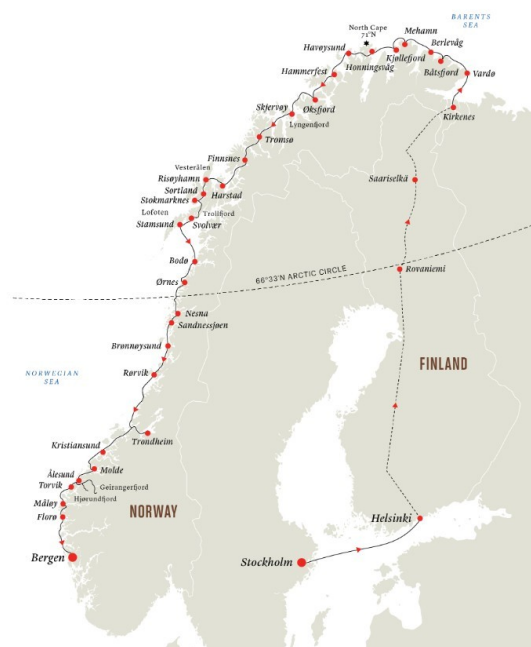 BARENTS
SEA
North Cape
71°N
Mehamn
Berlevåg
Havøysund
Kjøllefjord
Båtsfjord
Hammerfest
Honningsvåg
Vardø
Skjervøy
Øksfjord
Kirkenes
Lyngenfjord
Tromsø
Finnsnes
Vesterålen
Risøyhamn
Saariselkä
Sortland
Harstad
Stokmarknes
Lofoten
Trollfjord
Stamsund
Svolvær
Bodø
66°33'N ARCTIC CIRCLE
Rovaniemi
Ørnes
Nesna
Sandnessjøen
Brønnøysund
NORWEGIAN
SEA
FINLAND
Rørvik
Trondheim
Kristiansund
Molde
Ålesund
Torvik
Geirangerfjord
Hjørundfjord
Måløy
NORWAY
Florø
Helsinki
Bergen
Stockholm